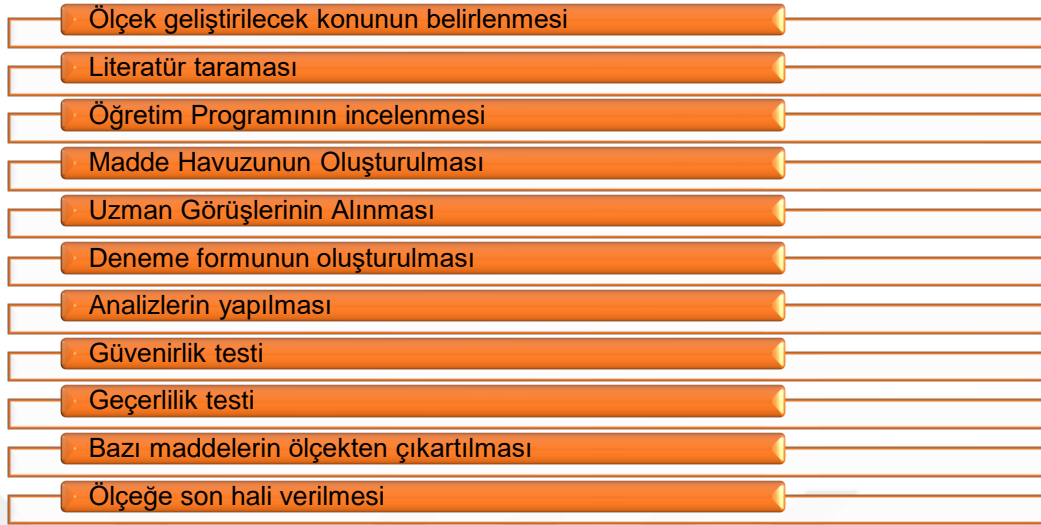 Ölçek geliştirilecek konunun belirlenmesi
Literatür taraması
Öğretim Programının incelenmesi
Madde Havuzunun Oluşturulması
Uzman Görüşlerinin Alınması
Deneme formunun oluşturulması
Analizlerin yapılması
Güvenirlik testi
Geçerlilik testi
Bazı maddelerin ölçekten çıkartılması
Ölçeğe son hali verilmesi